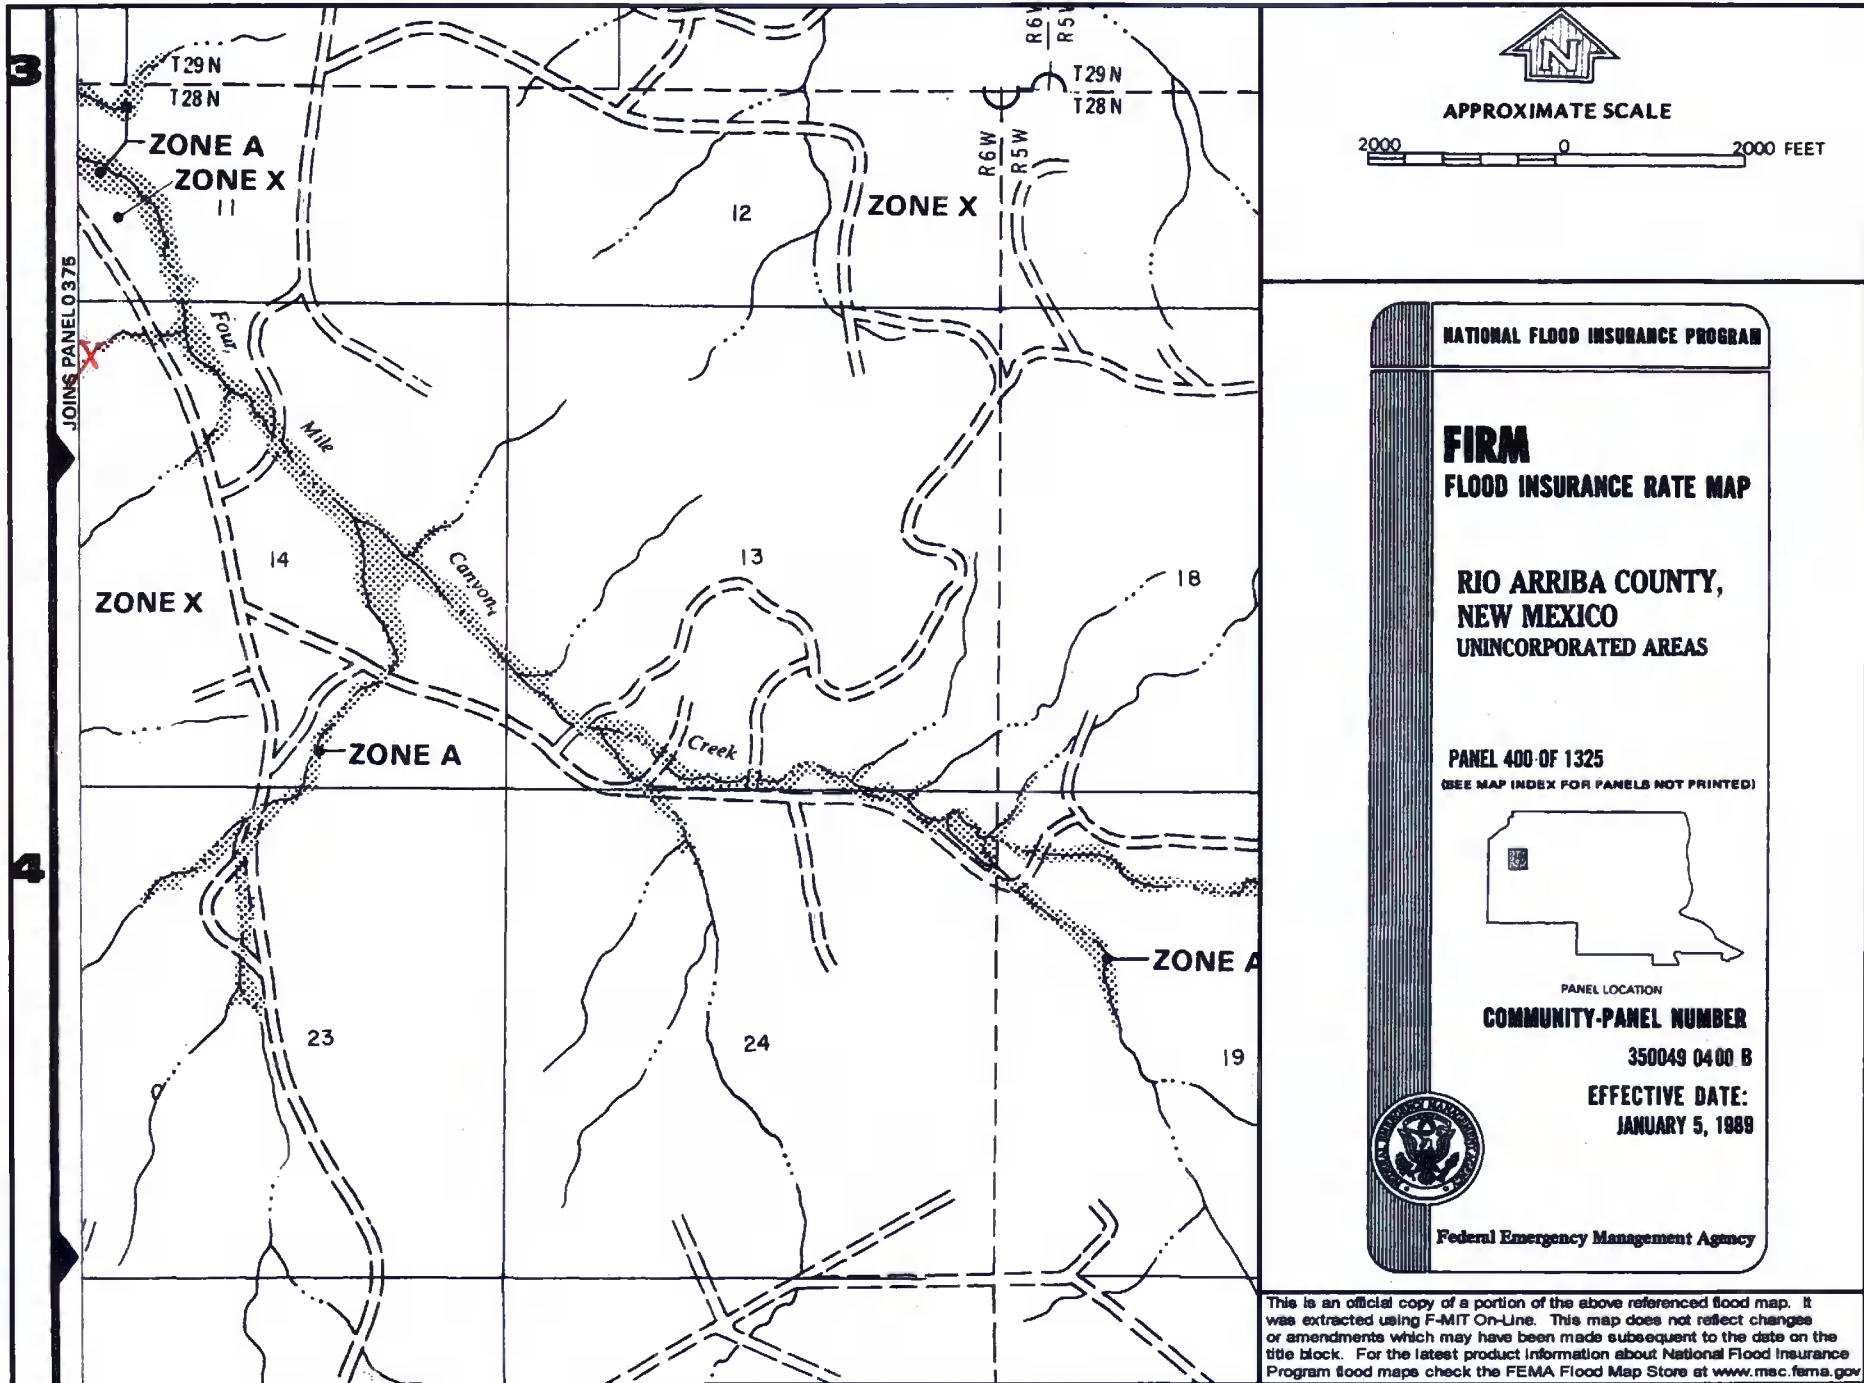 3
JOINS PANEL 0375
T29N
T28N
ZONE A
ZONE X
11
12
ZONE X
R6W
R5W
T29N
T28N
R6W
R5W
X
Four
Mile
Canyon
Creek
14
13
18
ZONE X
ZONE A
4
ZONE A
23
24
19
N
APPROXIMATE SCALE
2000 0 2000 FEET
NATIONAL FLOOD INSURANCE PROGRAM
FIRM
FLOOD INSURANCE RATE MAP
RIO ARRIBA COUNTY,
NEW MEXICO
UNINCORPORATED AREAS
PANEL 400 OF 1325
(SEE MAP INDEX FOR PANELS NOT PRINTED)
PANEL LOCATION
COMMUNITY-PANEL NUMBER
350049 0400 B
EFFECTIVE DATE:
JANUARY 5, 1989
FEDERAL EMERGENCY MANAGEMENT AGENCY
Federal Emergency Management Agency
This is an official copy of a portion of the above referenced flood map. It
was extracted using F-MIT On-Line. This map does not reflect changes
or amendments which may have been made subsequent to the date on the
title block. For the latest product information about National Flood Insurance
Program flood maps check the FEMA Flood Map Store at www.msc.fema.gov